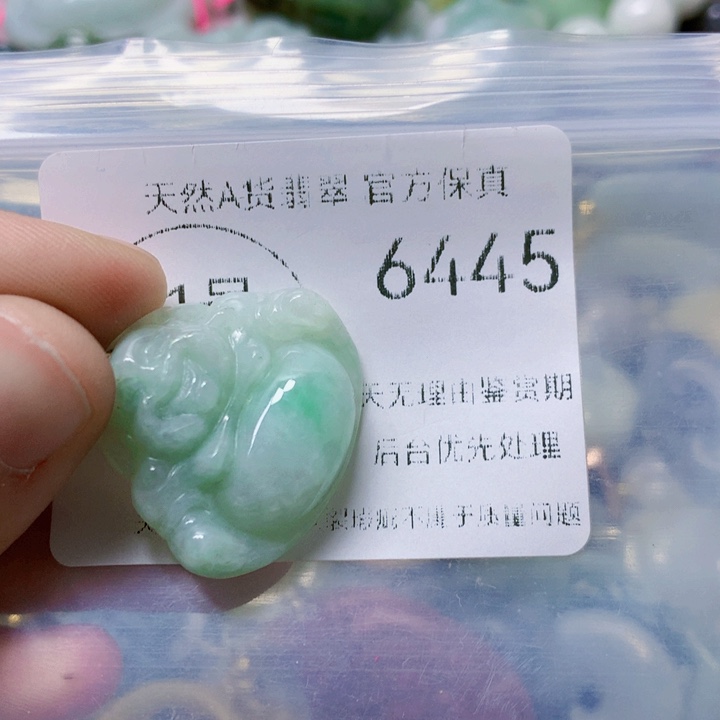 天然A货翡翠 官方保真
6445
天无理由鉴赏期
后台优先处理
不属于质量问题